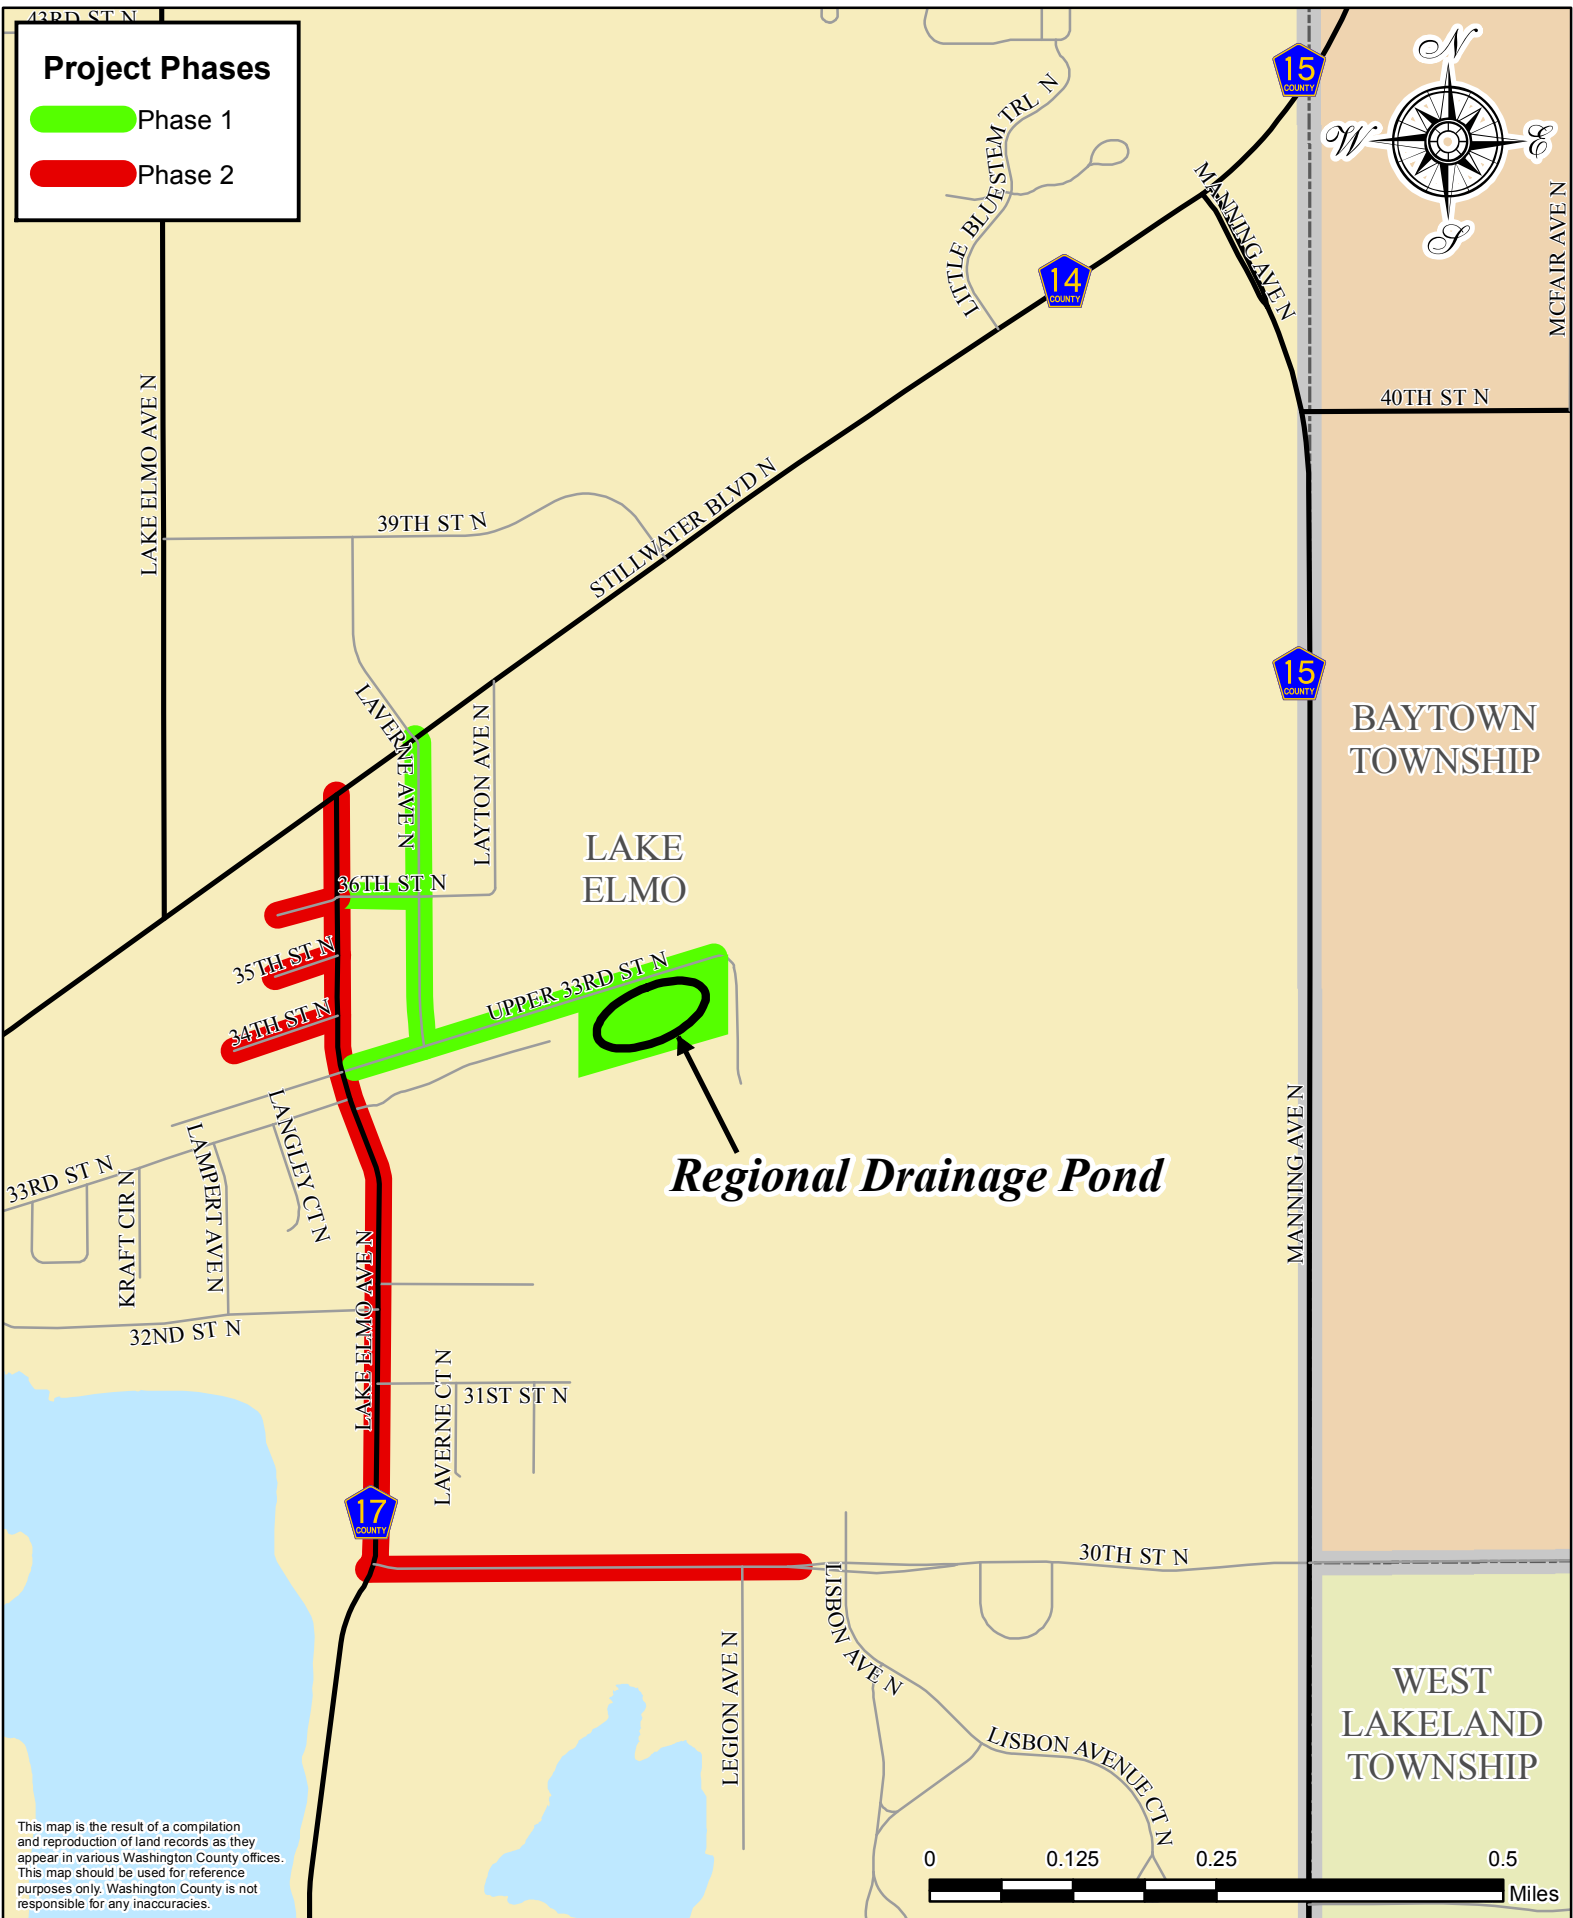 43RD ST N
Project Phases
Phase 1
Phase 2
15
COUNTY
N
W
E
S
MCFAIR AVE N
LITTLE BLUESTEM TRL N
MANNING AVE N
14
COUNTY
40TH ST N
LAKE ELMO AVE N
39TH ST N
STILLWATER BLVD N
15
COUNTY
BAYTOWN
TOWNSHIP
LAVERNE AVE N
LAYTON AVE N
LAKE
ELMO
36TH ST N
35TH ST N
34TH ST N
UPPER 33RD ST N
Regional Drainage Pond
LANGLEY CT N
LAMPERT AVE N
33RD ST N
KRAFT CIR N
MANNING AVE N
32ND ST N
LAKE ELMO AVE N
LAVERNE CT N
31ST ST N
17
COUNTY
30TH ST N
LISBON AVE N
LEGION AVE N
LISBON AVENUE CT N
WEST
LAKELAND
TOWNSHIP
This map is the result of a compilation
and reproduction of land records as they
appear in various Washington County offices.
This map should be used for reference
purposes only. Washington County is not
responsible for any inaccuracies.
0 0.125 0.25 0.5
Miles